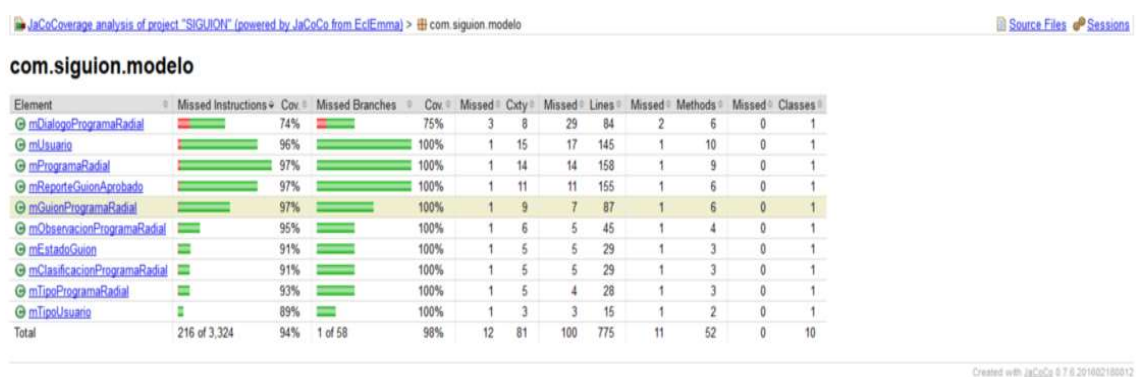 JaCoCoverage analysis of project "SIGUION" (powered by JaCoCo from EclEmma) > com.siguion.modelo Source Files Sessions
com.siguion.modelo
Element Missed Instructions Cov. Missed Branches Cov. Missed Cxty Missed Lines Missed Methods Missed Classes
mDialogoProgramaRadial 74% 75% 3 8 29 84 2 6 0 1
mUsuario 96% 100% 1 15 17 145 1 10 0 1
mProgramaRadial 97% 100% 1 14 14 158 1 9 0 1
mReporteGuionAprobado 97% 100% 1 11 11 155 1 6 0 1
mGuionProgramaRadial 97% 100% 1 9 7 87 1 6 0 1
mObservacionProgramaRadial 95% 100% 1 6 5 45 1 4 0 1
mEstadoGuion 91% 100% 1 5 5 29 1 3 0 1
mClasificacionProgramaRadial 91% 100% 1 5 5 29 1 3 0 1
mTipoProgramaRadial 93% 100% 1 5 4 28 1 3 0 1
mTipoUsuario 89% 100% 1 3 3 15 1 2 0 1
Total 216 of 3,324 94% 1 of 58 98% 12 81 100 775 11 52 0 10
Created with JaCoCo 0.7.6.201602180812